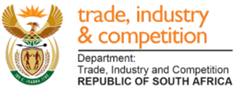 trade, industry
& competition
Department:
Trade, Industry and Competition
REPUBLIC OF SOUTH AFRICA